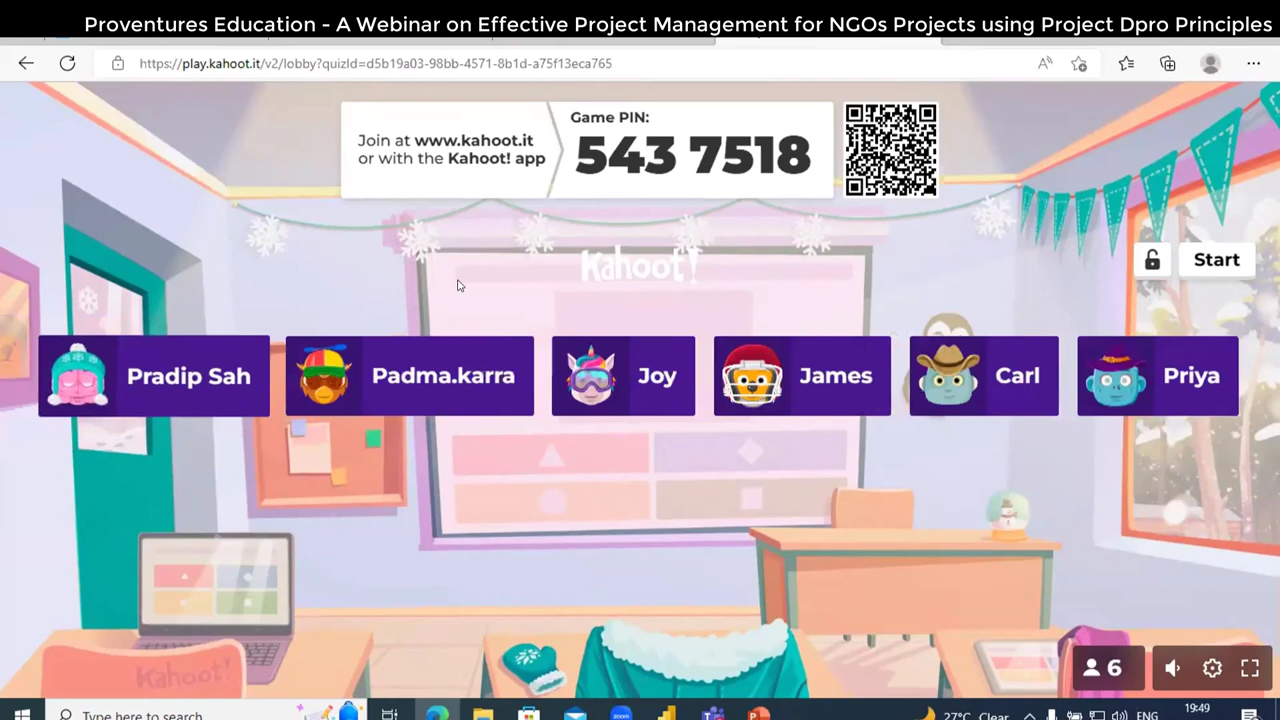 Proventures Education - A Webinar on Effective Project Management for NGOs Projects using Project Dpro Principles
https://play.kahoot.it/v2/lobby?quizId=d5b19a03-98bb-4571-8b1d-a75f13eca765
Join at www.kahoot.it
or with the Kahoot! app
Game PIN:
543 7518
Kahoot!
Start
Pradip Sah
Padma.karra
Joy
James
Carl
Priya
Kahoot!
6
Type here to search
27°C Clear
ENG
19:49